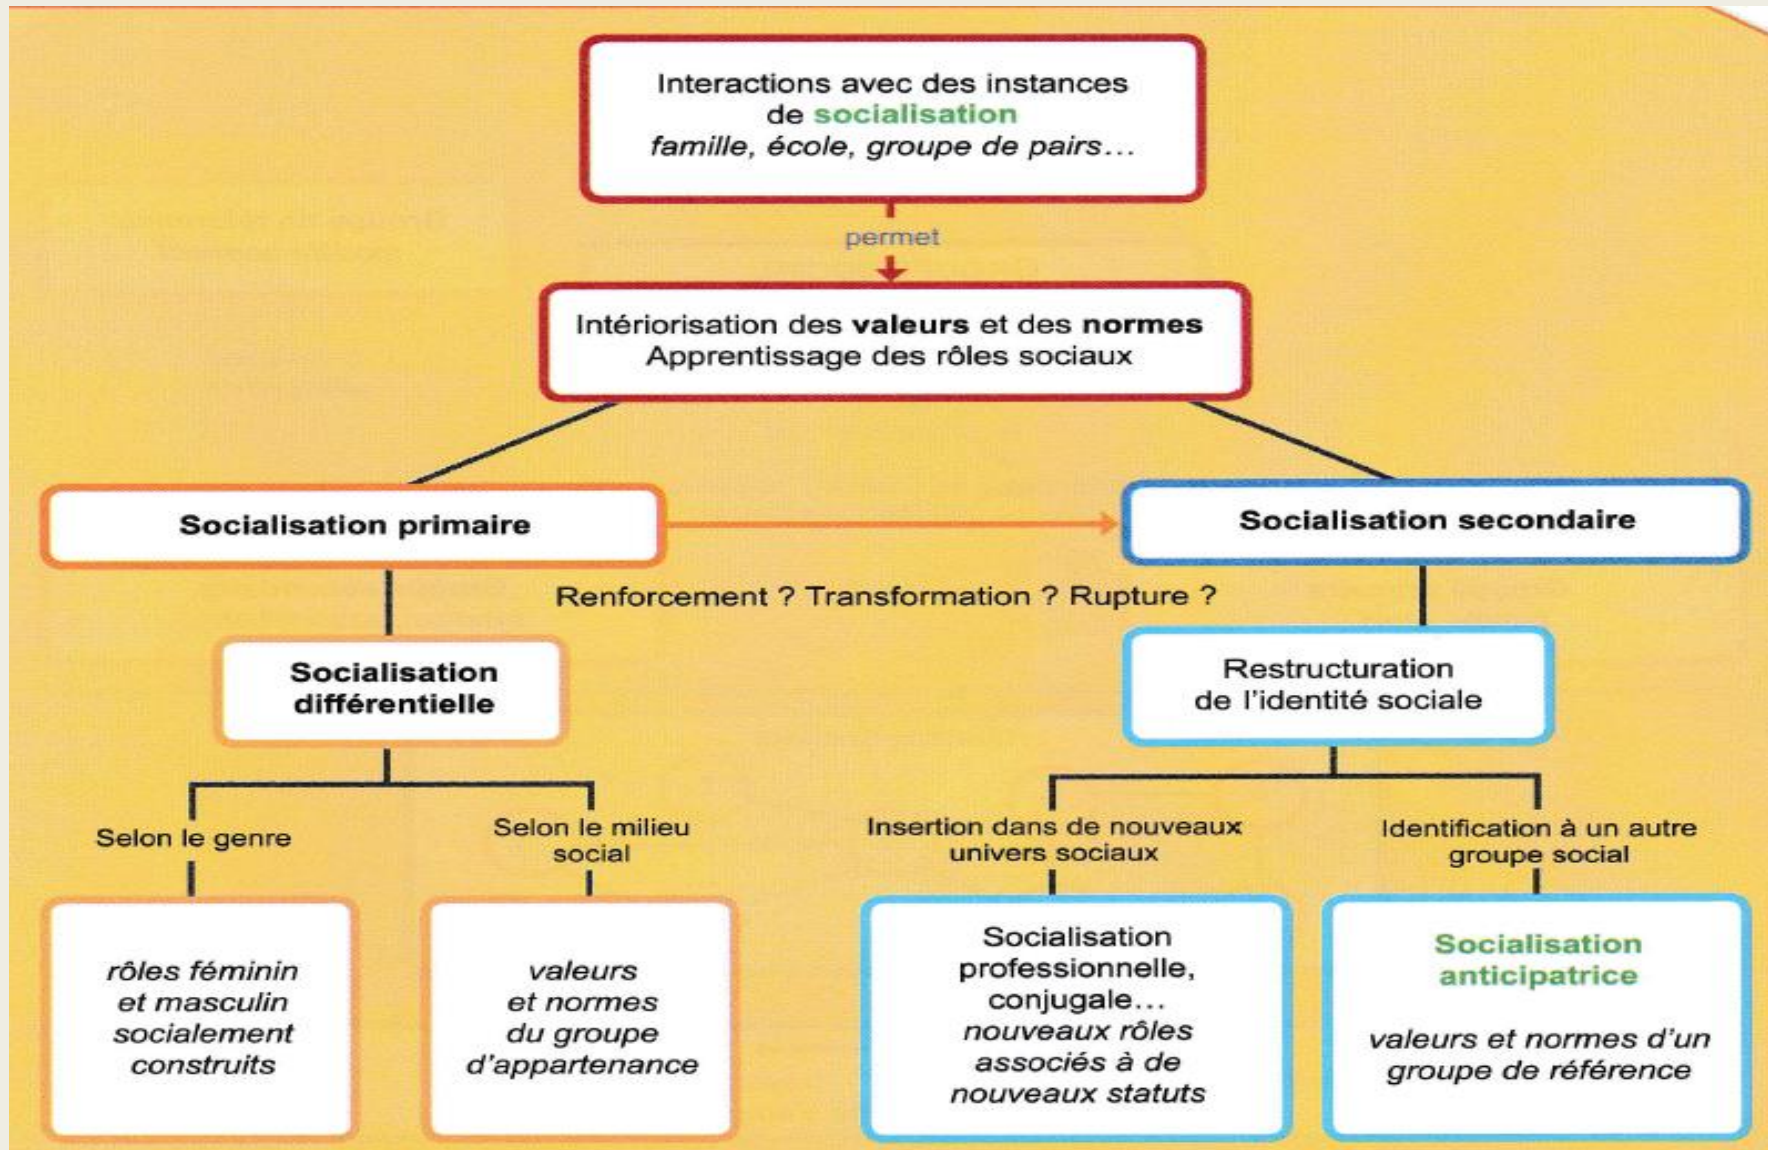 Interactions avec des instances
de socialisation
famille, école, groupe de pairs...
permet
Intériorisation des valeurs et des normes
Apprentissage des rôles sociaux
Socialisation primaire
Socialisation secondaire
Renforcement ? Transformation ? Rupture ?
Socialisation
différentielle
Restructuration
de l'identité sociale
Selon le genre
Selon le milieu
social
Insertion dans de nouveaux
univers sociaux
Identification à un autre
groupe social
rôles féminin
et masculin
socialement
construits
valeurs
et normes
du groupe
d'appartenance
Socialisation
professionnelle,
conjugale...
nouveaux rôles
associés à de
nouveaux statuts
Socialisation
anticipatrice
valeurs et normes d'un
groupe de référence